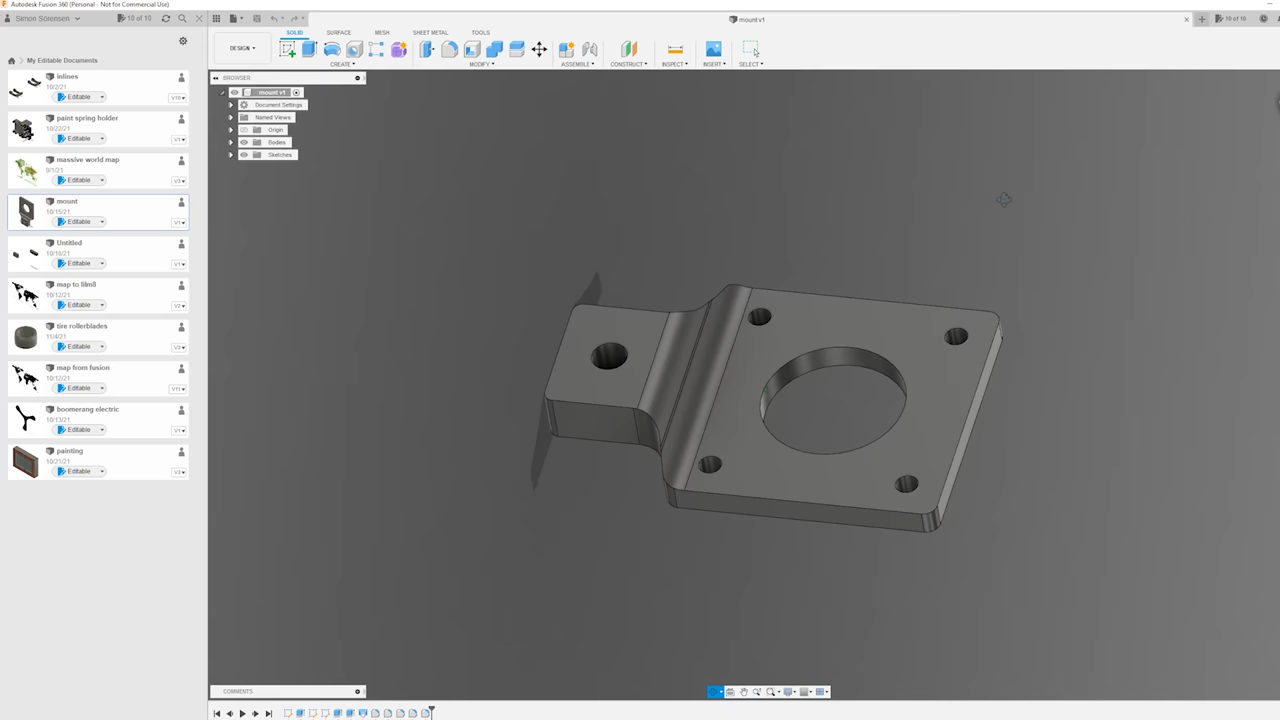 Autodesk Fusion 360 (Personal - Not for Commercial Use)
Simon Sörensen
10 of 10
mount v1
10 of 10
My Editable Documents
inlines
10/2/21
Editable
V10
paint spring holder
10/22/21
Editable
V1
massive world map
9/1/21
Editable
V3
mount
10/15/21
Editable
V1
Untitled
10/18/21
Editable
V1
map to lilm8
10/12/21
Editable
V2
tire rollerblades
11/4/21
Editable
V2
map from fusion
10/12/21
Editable
V11
boomerang electric
10/13/21
Editable
V1
painting
10/21/21
Editable
V3
DESIGN
SOLID
SURFACE
MESH
SHEET METAL
TOOLS
CREATE
MODIFY
ASSEMBLE
CONSTRUCT
INSPECT
INSERT
SELECT
BROWSER
mount v1
Document Settings
Named Views
Origin
Bodies
Sketches
COMMENTS